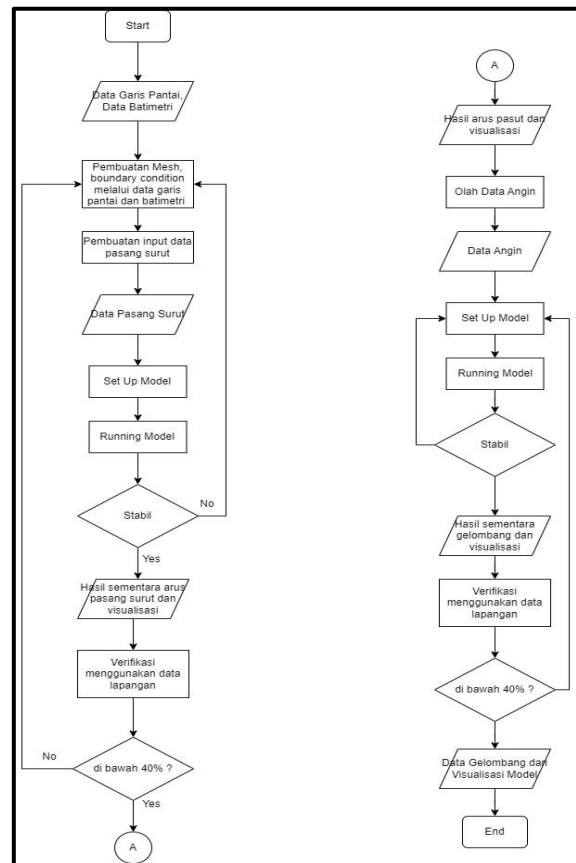 Start
Data Garis Pantai,
Data Batimetri
Pembuatan Mesh,
boundary condition
melalui data garis
pantai dan batimetri
Pembuatan input data
pasang surut
Data Pasang Surut
Set Up Model
Running Model
Stabil
No
Yes
Hasil sementara arus
pasang surut dan
visualisasi
Verifikasi
menggunakan data
lapangan
No
di bawah 40% ?
Yes
A
A
Hasil arus pasut dan
visualisasi
Olah Data Angin
Data Angin
Set Up Model
Running Model
Stabil
Hasil sementara
gelombang dan
visualisasi
Verifikasi
menggunakan data
lapangan
di bawah 40% ?
Data Gelombang dan
Visualisasi Model
End